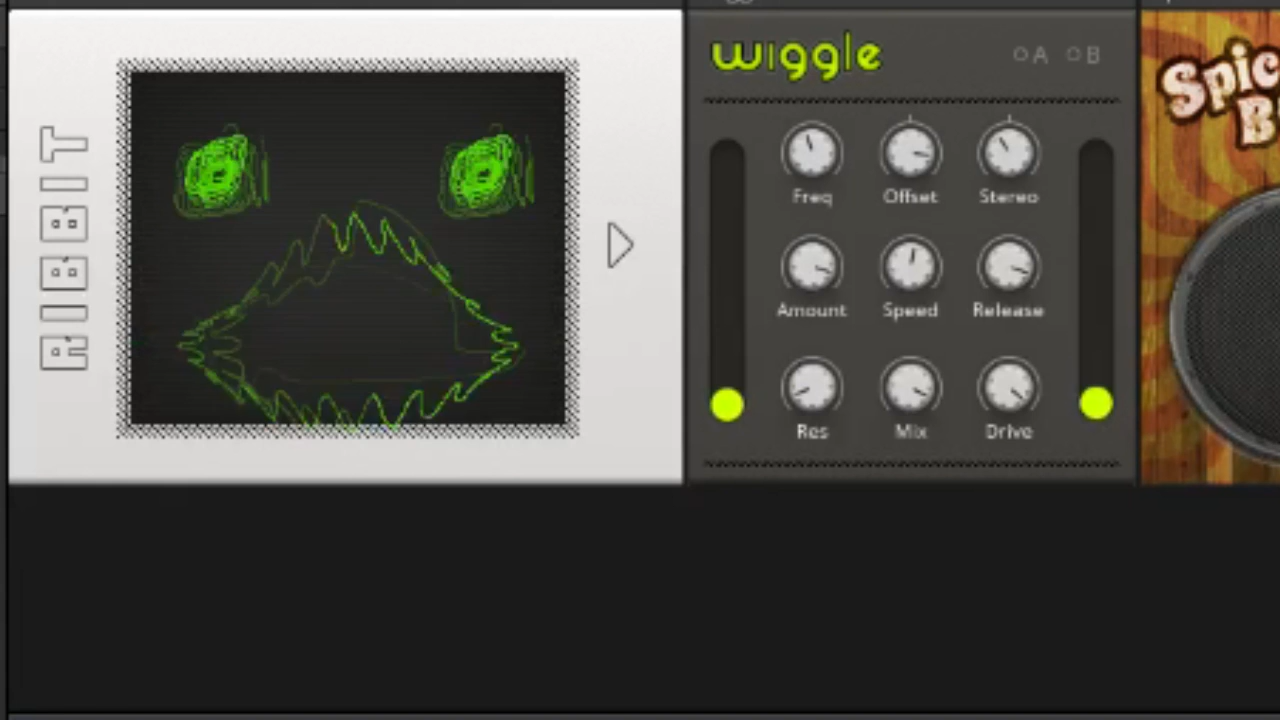 RIBBIT
wiggle
A B
Freq Offset Stereo
Amount Speed Release
Res Mix Drive